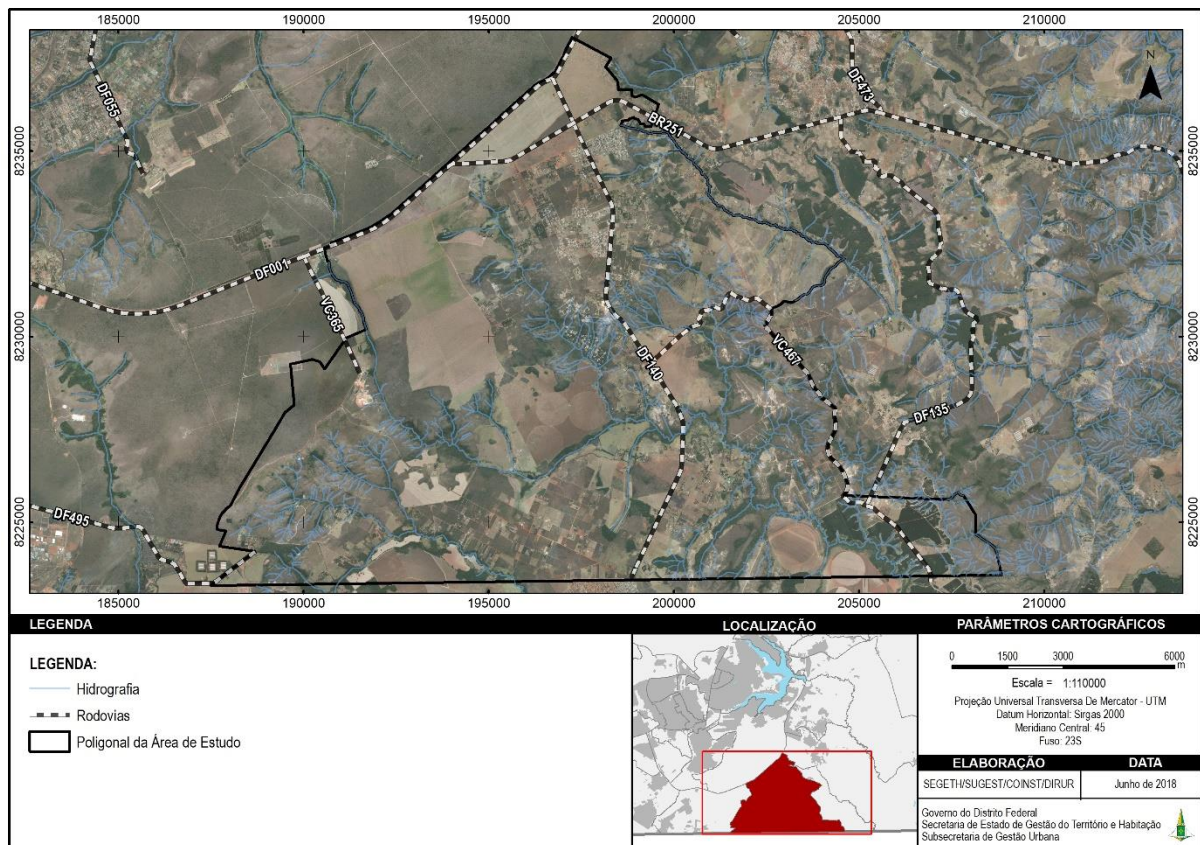 185000 190000 195000 200000 205000 210000
N
DF055
DF473
BR251
8235000
8235000
DF001
VC365
8230000
8230000
DF140
VC467
DF135
DF495
8225000
8225000
185000 190000 195000 200000 205000 210000
LEGENDA
LEGENDA:
Hidrografia
Rodovias
Poligonal da Área de Estudo
LOCALIZAÇÃO
PARÂMETROS CARTOGRÁFICOS
0 1500 3000 6000
m
Escala = 1:110000
Projeção Universal Transversa De Mercator - UTM
Datum Horizontal: Sirgas 2000
Meridiano Central: 45
Fuso: 23S
ELABORAÇÃO DATA
SEGETH/SUGEST/COINST/DIRUR Junho de 2018
Governo do Distrito Federal
Secretaria de Estado de Gestão do Território e Habitação
Subsecretaria de Gestão Urbana